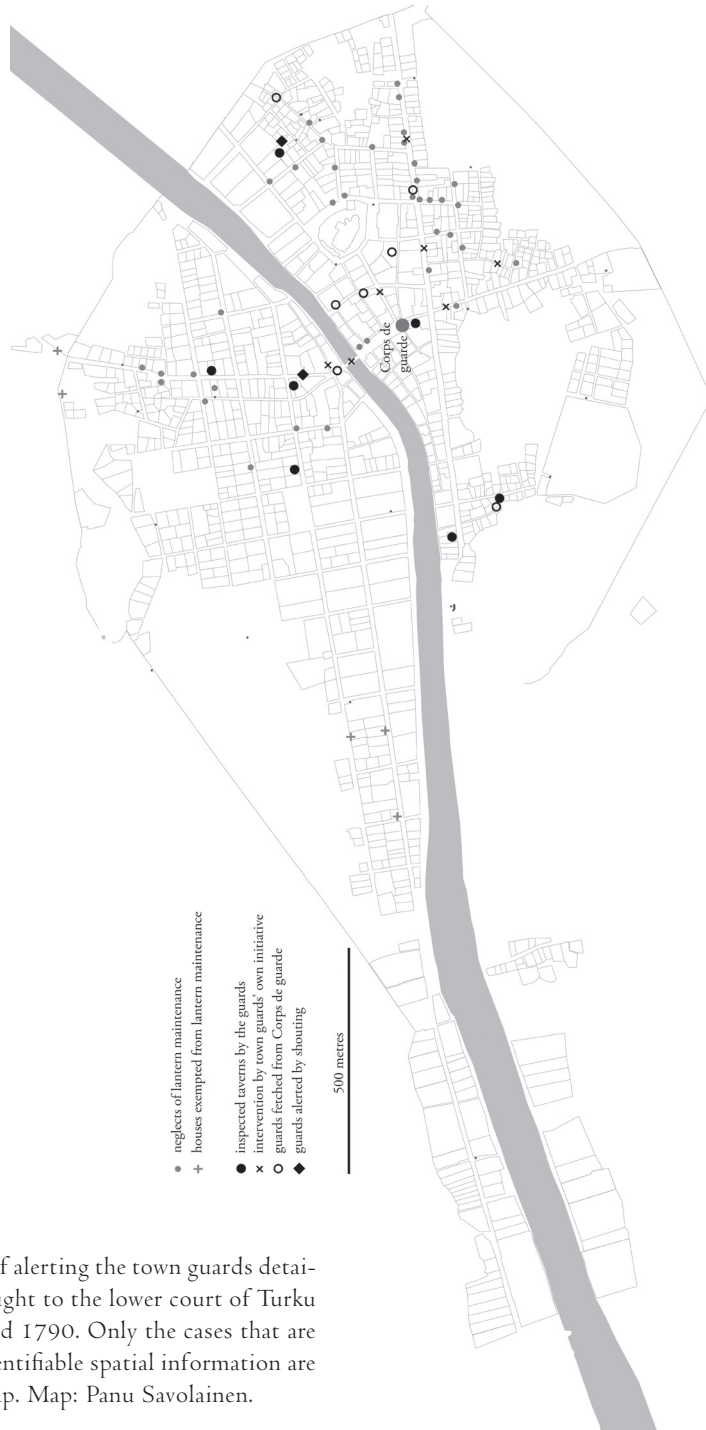 Corps de
guarde
neglects of lantern maintenance
houses exempted from lantern maintenance
inspected taverns by the guards
intervention by town guards' own initiative
guards fetched from Corps de guarde
guards alerted by shouting
500 metres
f alerting the town guards detai-
ght to the lower court of Turku
d 1790. Only the cases that are
entifiable spatial information are
p. Map: Panu Savolainen.